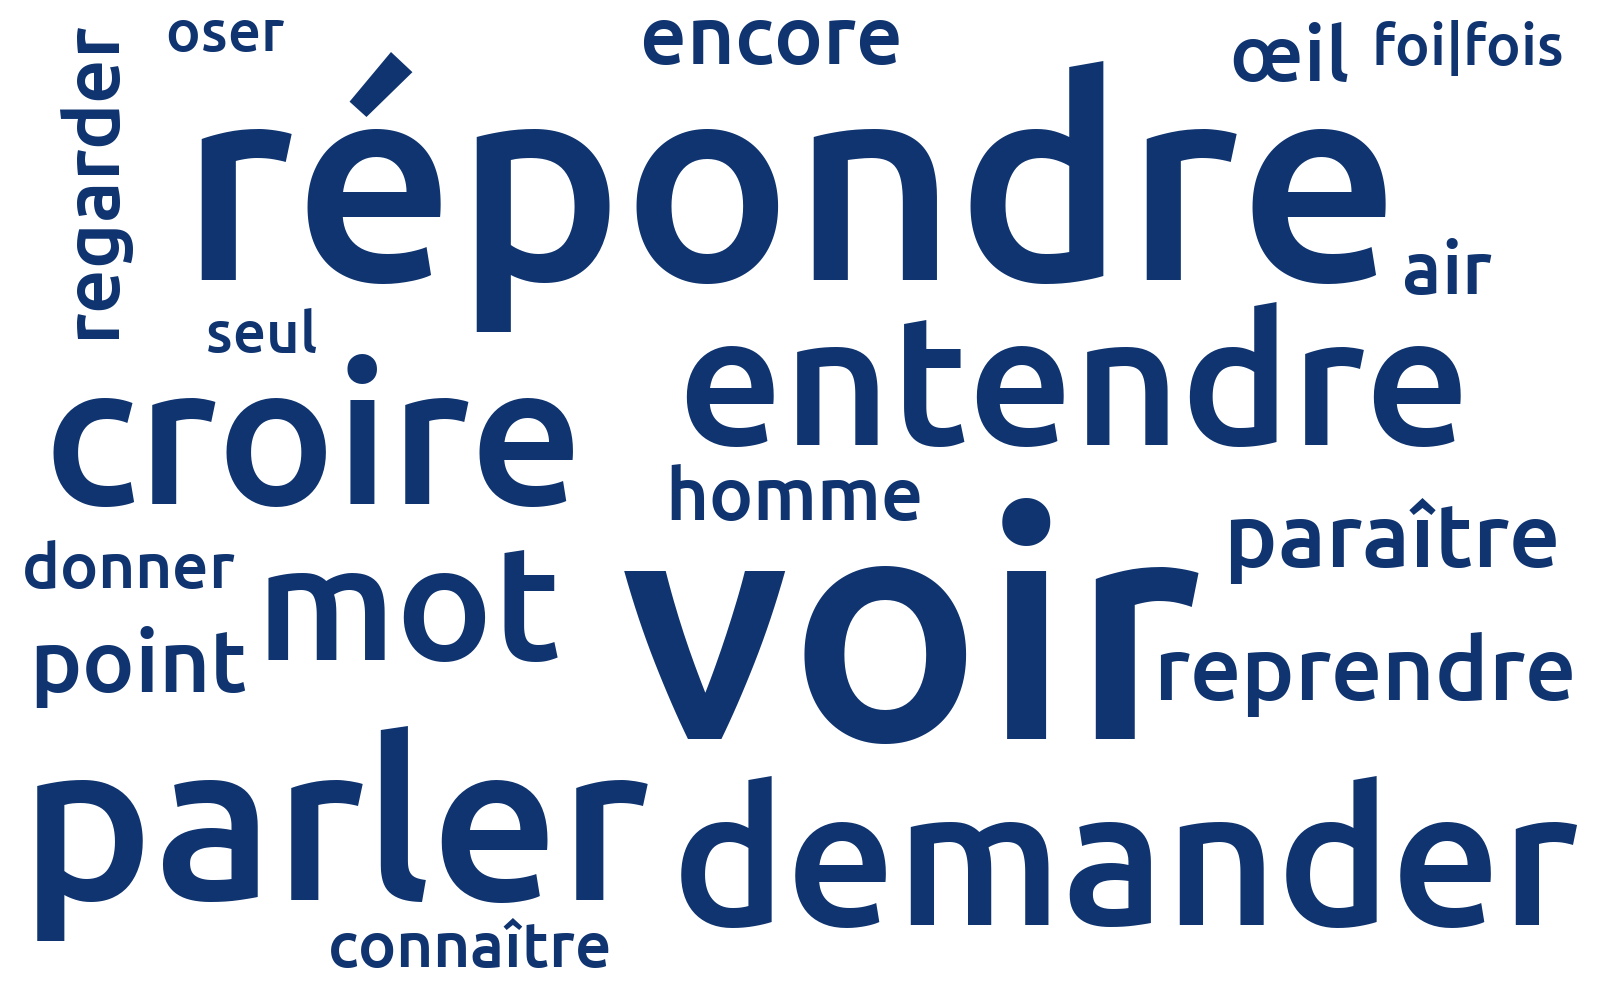 oser
encore
œil
foi|fois
regarder
répondre
air
seul
entendre
croire
homme
paraître
donner
mot
voir
point
reprendre
parler
demander
connaître